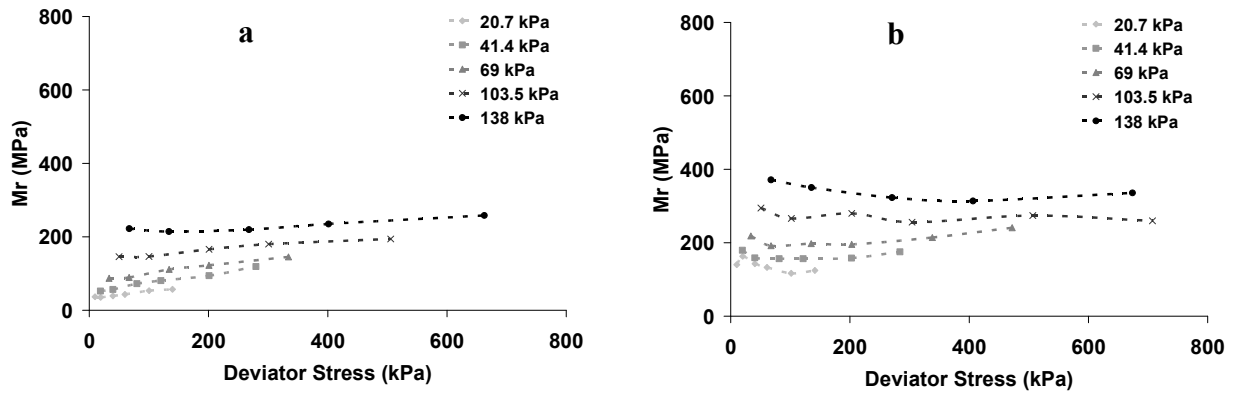 a
20.7 kPa
41.4 kPa
69 kPa
103.5 kPa
138 kPa
800
600
400
200
0
Mr (MPa)
0 200 400 600 800
Deviator Stress (kPa)
b
20.7 kPa
41.4 kPa
69 kPa
103.5 kPa
138 kPa
800
600
400
200
0
Mr (MPa)
0 200 400 600 800
Deviator Stress (kPa)